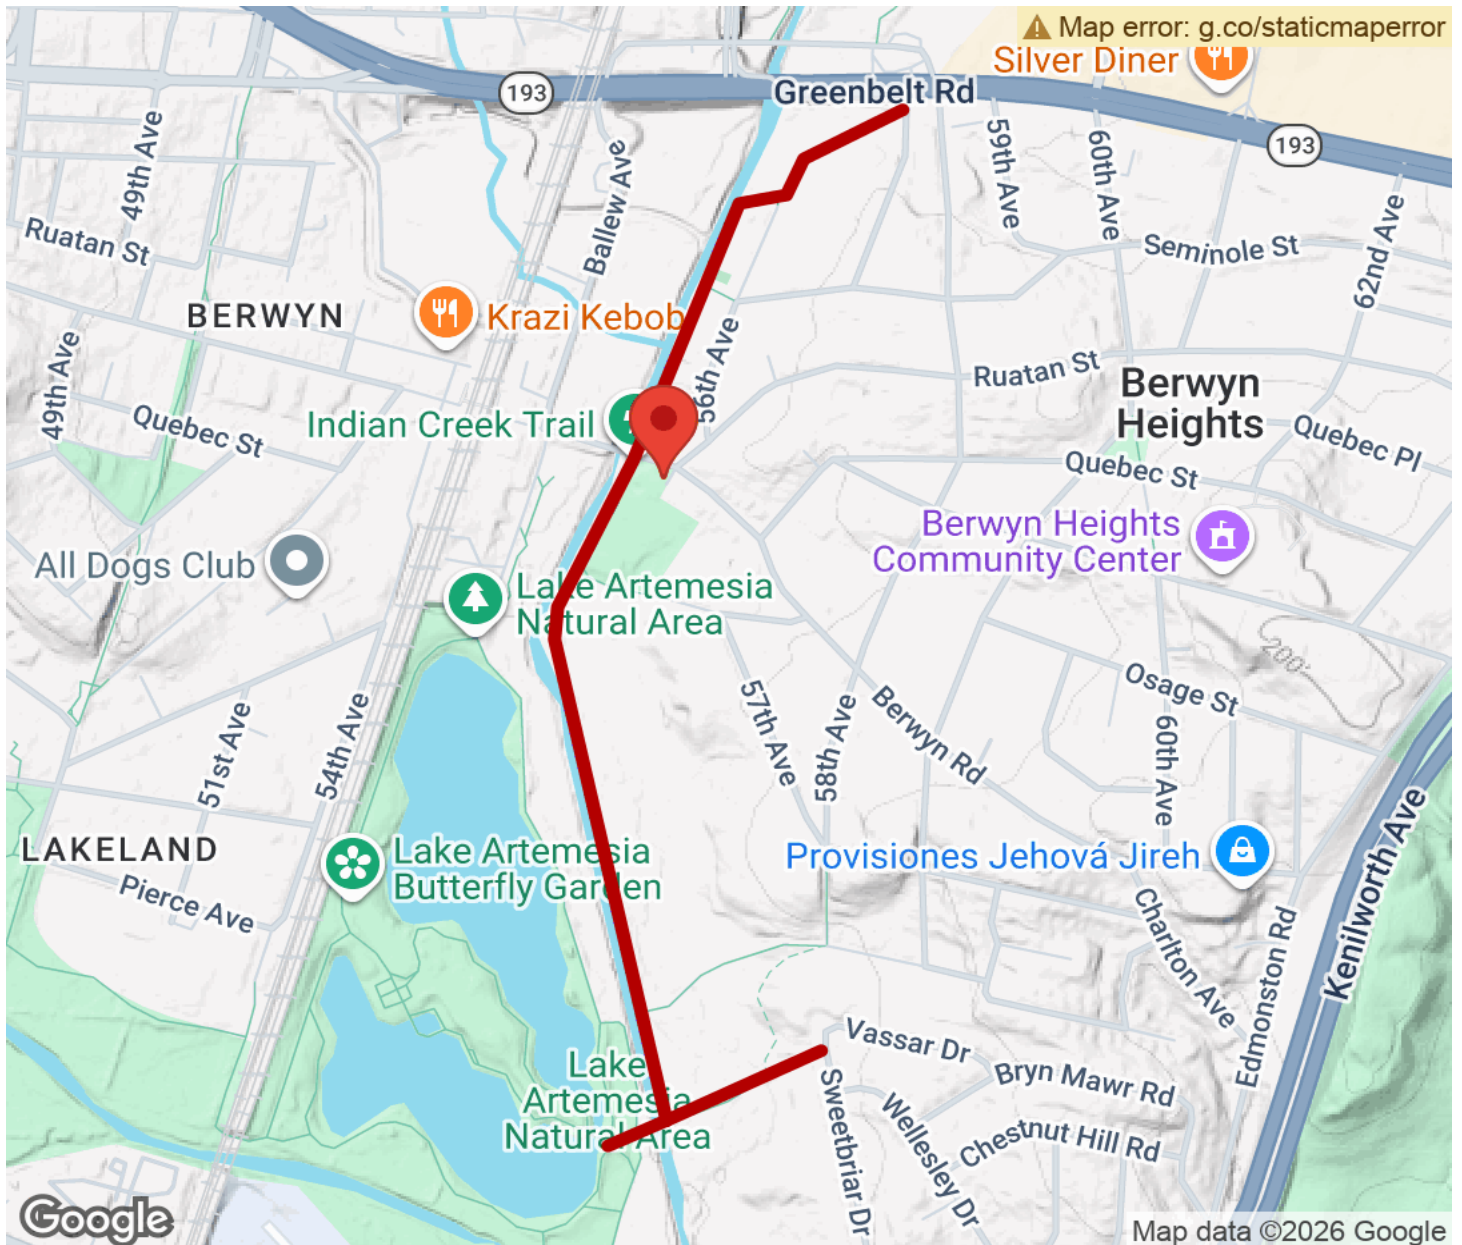 Map error: g.co/staticmaperror
Silver Diner
193
Greenbelt Rd
193
49th Ave
59th Ave
60th Ave
Ballew Ave
62nd Ave
Ruatan St
Seminole St
BERWYN
Krazi Kebob
56th Ave
49th Ave
Ruatan St
Berwyn
Heights
Quebec St
Indian Creek Trail
Quebec Pl
Quebec St
Berwyn Heights
Community Center
All Dogs Club
Lake Artemesia
Natural Area
200'
Osage St
57th Ave
58th Ave
Berwyn Rd
60th Ave
51st Ave
54th Ave
Kenilworth Ave
LAKELAND
Lake Artemesia
Butterfly Garden
Provisiones Jehová Jireh
Pierce Ave
Charlton Ave
Edmonston Rd
Vassar Dr
Lake
Artemesia
Natural Area
Bryn Mawr Rd
Sweetbriar Dr
Wellesley Dr
Chestnut Hill Rd
Google
Map data ©2026 Google